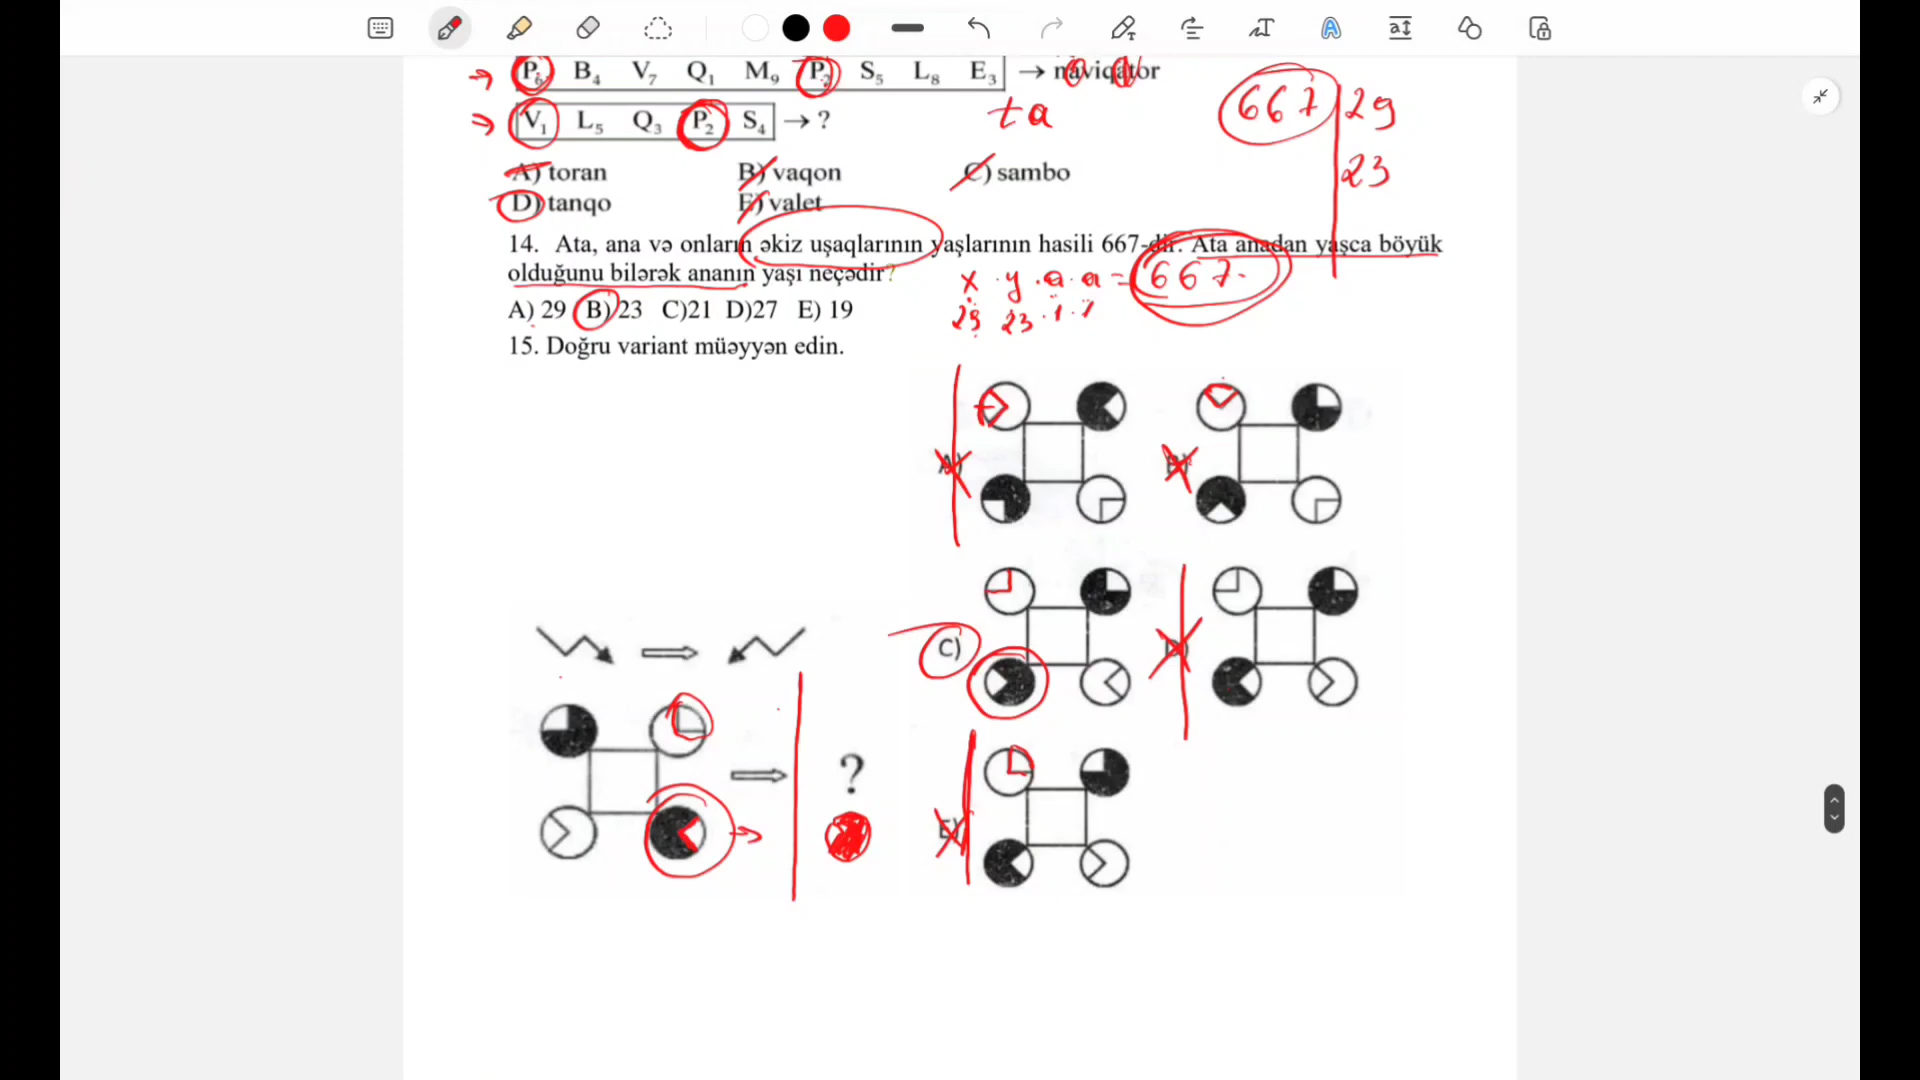 P₆ B₄ V₇ Q₁ M₉ P₂ S₅ L₈ E₃ → naviqator
V₁ L₅ Q₃ P₂ S₄ → ?
ta
667 29
23
A) toran B) vaqon C) sambo
D) tanqo E) valet
14. Ata, ana və onların əkiz uşaqlarının yaşlarının hasili 667-dir. Ata anadan yaşca böyük
olduğunu bilərək ananın yaşı neçədir?
x · y · a · a = 667
29 23 · 1 · 1
A) 29 B) 23 C)21 D)27 E) 19
15. Doğru variant müəyyən edin.
A) B)
C) D)
?
E)